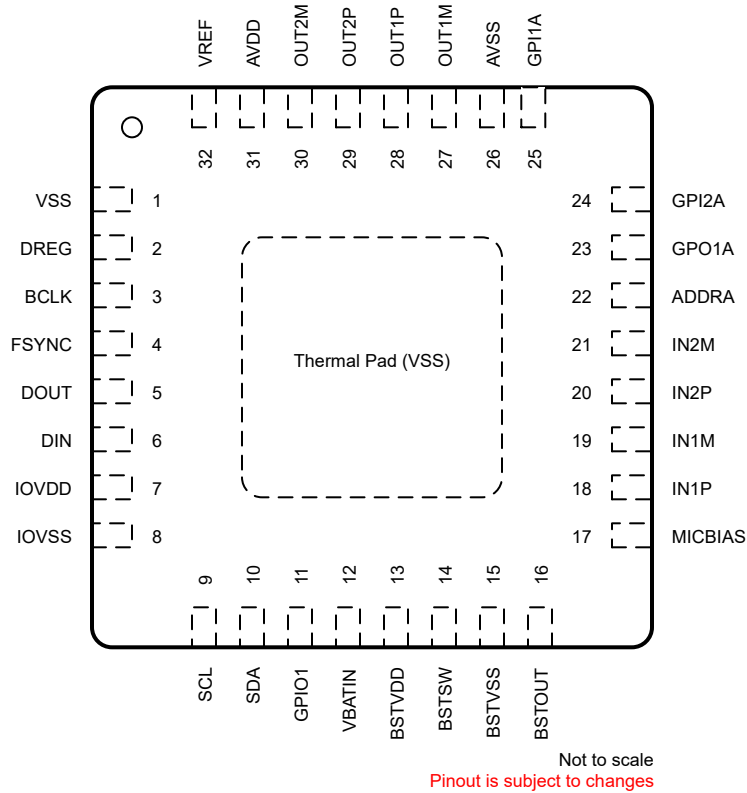 VREF
AVDD
OUT2M
OUT2P
OUT1P
OUT1M
AVSS
GPI1A
32
31
30
29
28
27
26
25
VSS 1
DREG 2
BCLK 3
FSYNC 4
DOUT 5
DIN 6
IOVDD 7
IOVSS 8
24 GPI2A
23 GPO1A
22 ADDRA
21 IN2M
20 IN2P
19 IN1M
18 IN1P
17 MICBIAS
Thermal Pad (VSS)
9
10
11
12
13
14
15
16
SCL
SDA
GPIO1
VBATIN
BSTVDD
BSTSW
BSTVSS
BSTOUT
Not to scale
Pinout is subject to changes